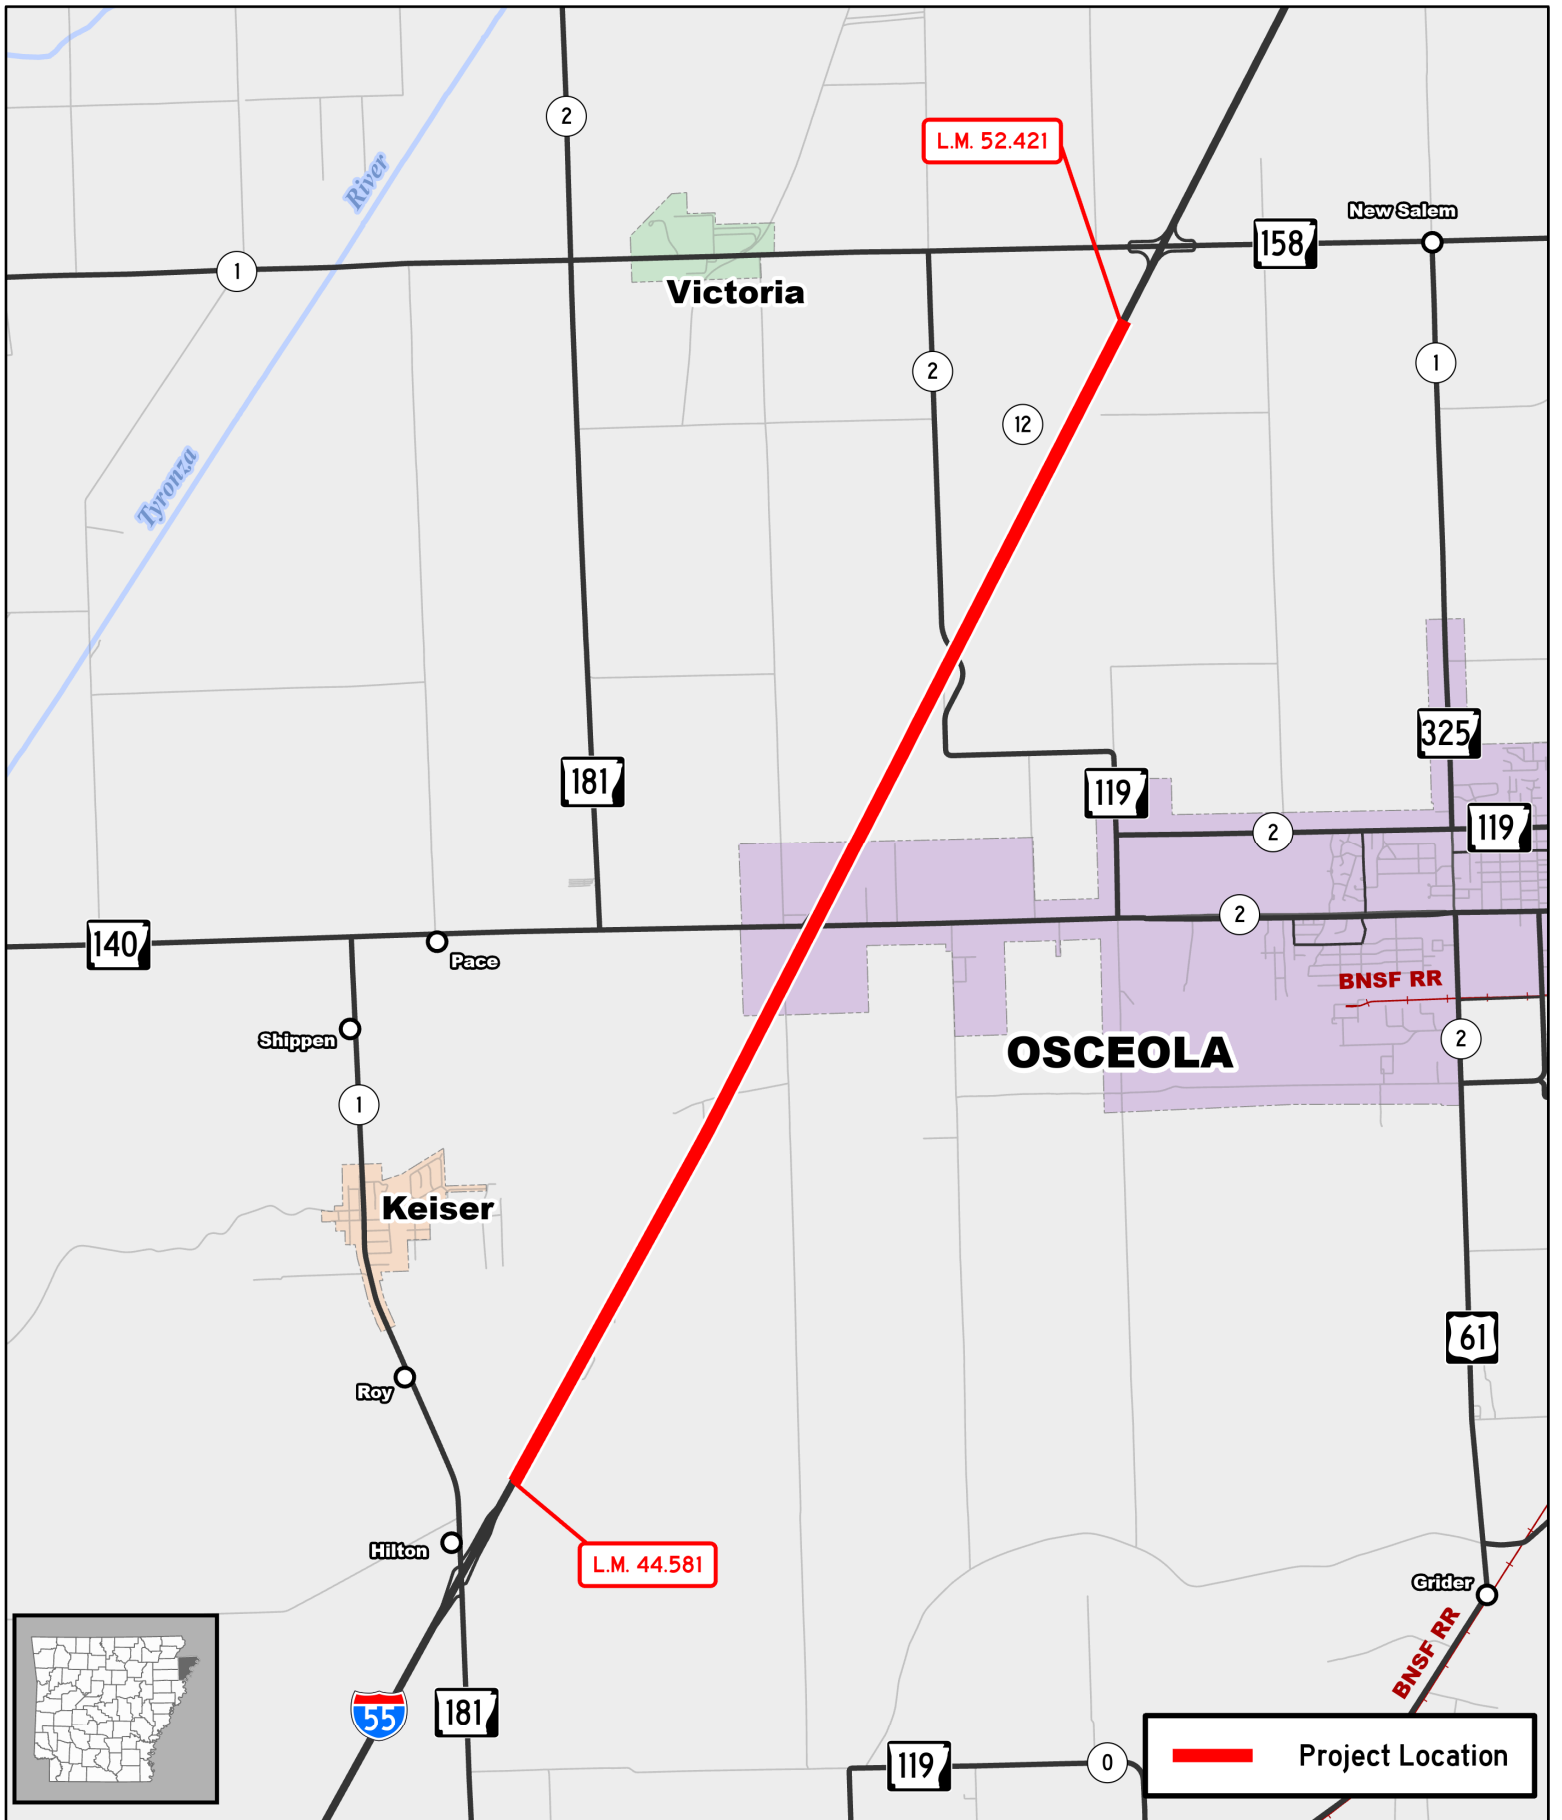 2
L.M. 52.421
River
New Salem
158
1
Victoria
2
1
12
Tyronza
325
181
119
119
2
2
140
Pace
BNSF RR
Shippen
OSCEOLA
2
1
Keiser
61
Roy
Hilton
L.M. 44.581
Grider
BNSF RR
55
181
119
0
Project Location